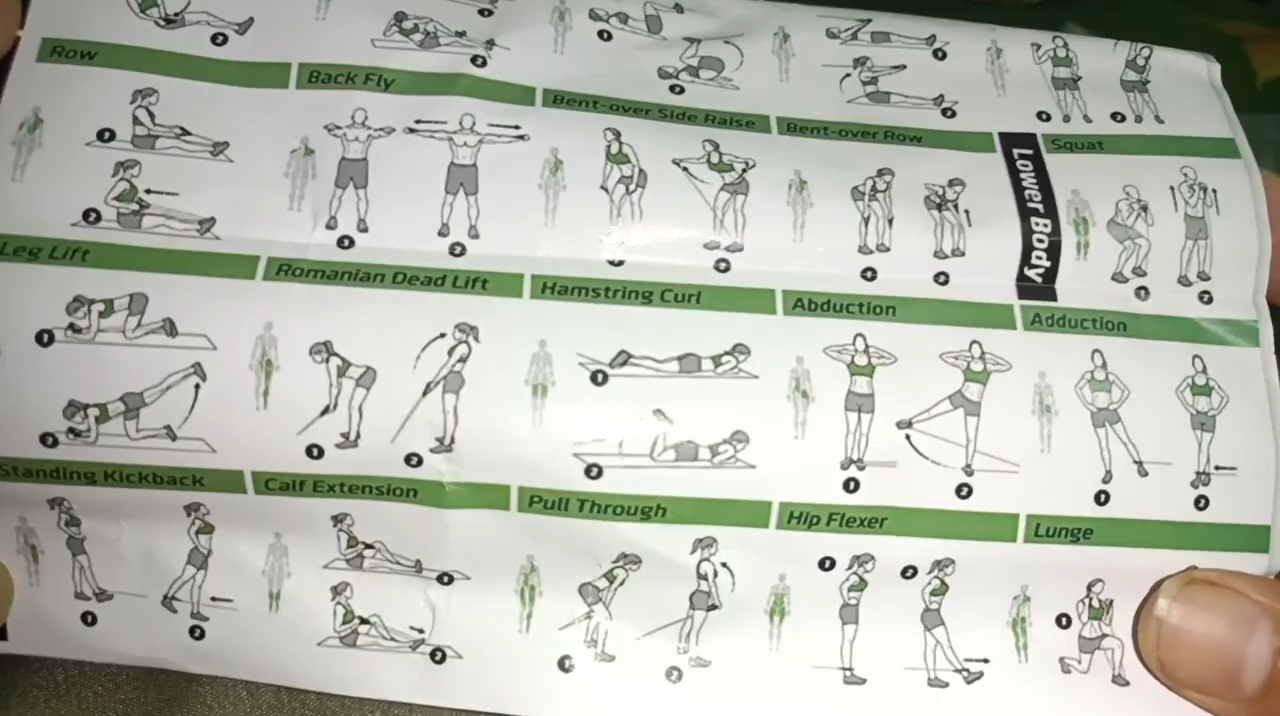 Row
Back Fly
Bent-over Side Raise
Bent-over Row
Lower Body
Squat
Leg Lift
Romanian Dead Lift
Hamstring Curl
Abduction
Adduction
Standing Kickback
Calf Extension
Pull Through
Hip Flexer
Lunge